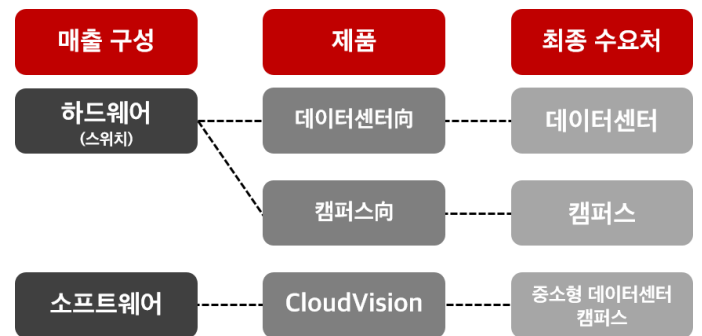 매출 구성
제품
최종 수요처
하드웨어
(스위치)
데이터센터向
데이터센터
캠퍼스向
캠퍼스
소프트웨어
CloudVision
중소형 데이터센터
캠퍼스